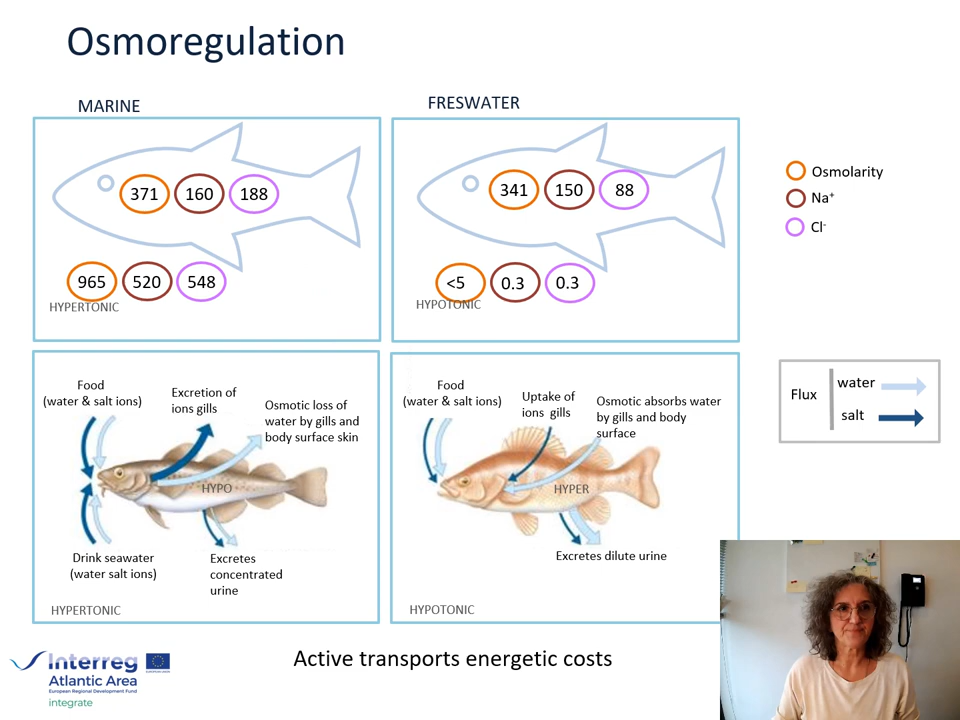 Osmoregulation
MARINE
FRESWATER
371
160
188
341
150
88
Osmolarity
Na⁺
Cl⁻
965
520
548
HYPERTONIC
<5
0.3
0.3
HYPOTONIC
Food
(water & salt ions)
Excretion of
ions gills
Osmotic loss of
water by gills and
body surface skin
HYPO
Drink seawater
(water salt ions)
Excretes
concentrated
urine
HYPERTONIC
Food
(water & salt ions)
Uptake of
ions gills
Osmotic absorbs water
by gills and body
surface
HYPER
Excretes dilute urine
HYPOTONIC
Flux
water
salt
Active transports energetic costs
Interreg
Atlantic Area
European Regional Development Fund
integrate